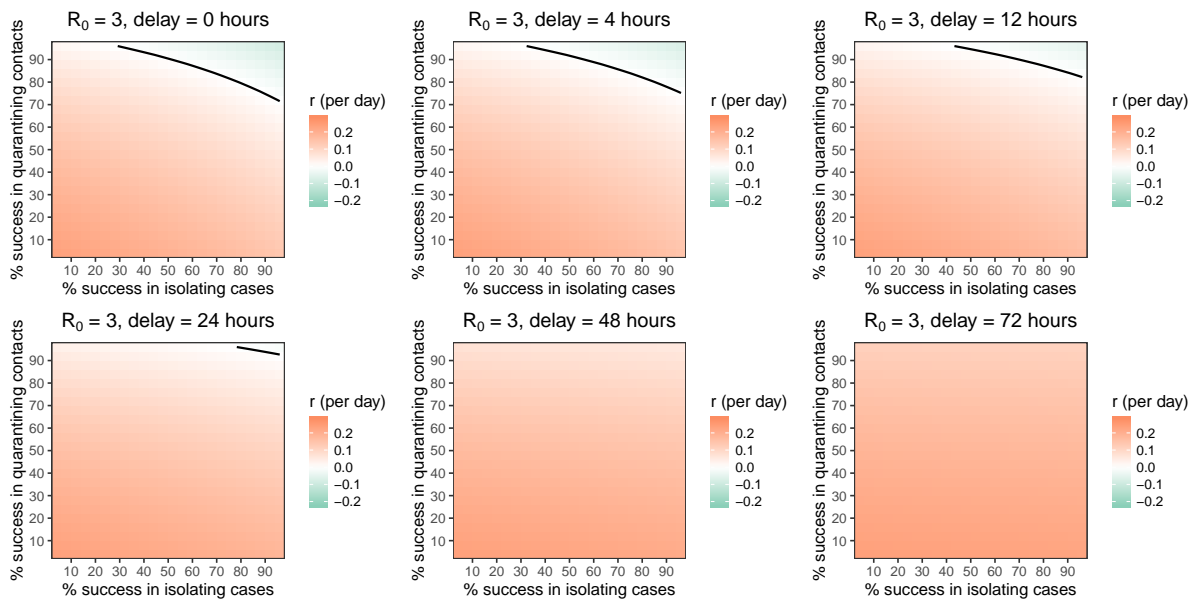 R0 = 3, delay = 0 hours
% success in quarantining contacts
90
80
70
60
50
40
30
20
10
10 20 30 40 50 60 70 80 90
% success in isolating cases
r (per day)
0.2
0.1
0.0
−0.1
−0.2
R0 = 3, delay = 4 hours
% success in quarantining contacts
90
80
70
60
50
40
30
20
10
10 20 30 40 50 60 70 80 90
% success in isolating cases
r (per day)
0.2
0.1
0.0
−0.1
−0.2
R0 = 3, delay = 12 hours
% success in quarantining contacts
90
80
70
60
50
40
30
20
10
10 20 30 40 50 60 70 80 90
% success in isolating cases
r (per day)
0.2
0.1
0.0
−0.1
−0.2
R0 = 3, delay = 24 hours
% success in quarantining contacts
90
80
70
60
50
40
30
20
10
10 20 30 40 50 60 70 80 90
% success in isolating cases
r (per day)
0.2
0.1
0.0
−0.1
−0.2
R0 = 3, delay = 48 hours
% success in quarantining contacts
90
80
70
60
50
40
30
20
10
10 20 30 40 50 60 70 80 90
% success in isolating cases
r (per day)
0.2
0.1
0.0
−0.1
−0.2
R0 = 3, delay = 72 hours
% success in quarantining contacts
90
80
70
60
50
40
30
20
10
10 20 30 40 50 60 70 80 90
% success in isolating cases
r (per day)
0.2
0.1
0.0
−0.1
−0.2